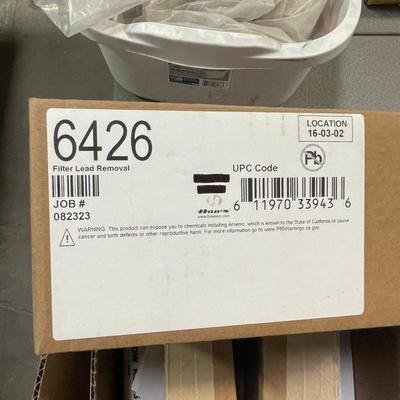 6426
Filter Lead Removal
LOCATION
16-03-02
Pb
UPC Code
JOB #
082323
Haws
6 11970 33943 6
WARNING: This product can expose you to chemicals including Arsenic, which is known to the State of California to cause
cancer and birth defects or other reproductive harm. For more information go to www.P65Warnings.ca.gov